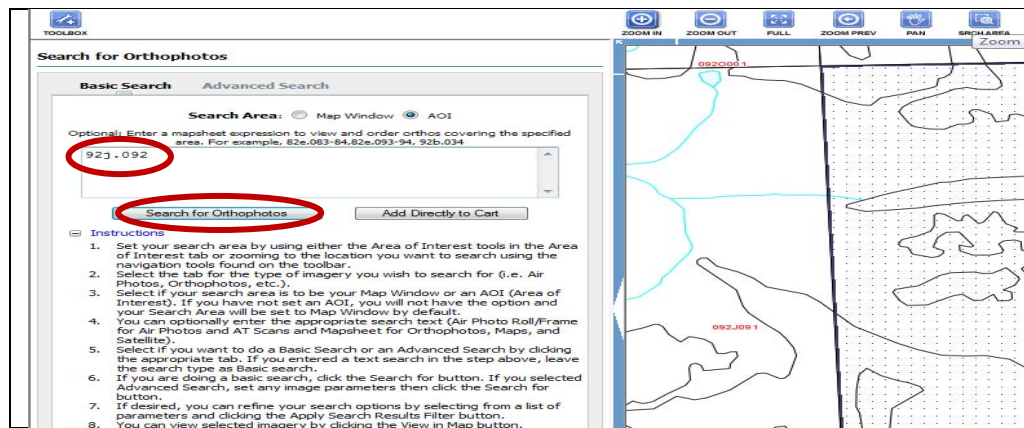 TOOLBOX
ZOOM IN ZOOM OUT FULL ZOOM PREV PAN SRCH AREA
Zoom
Search for Orthophotos
Basic Search Advanced Search
Search Area: Map Window AOI
Optional: Enter a mapsheet expression to view and order orthos covering the specified
area. For example, 82e.083-84,82e.093-94, 92b.034
92j.092
Search for Orthophotos Add Directly to Cart
Instructions
1. Set your search area by using either the Area of Interest tools in the Area
of Interest tab or zooming to the location you want to search using the
navigation tools found on the toolbar.
2. Select the tab for the type of imagery you wish to search for (i.e. Air
Photos, Orthophotos, etc.).
3. Select if your search area is to be your Map Window or an AOI (Area of
Interest). If you have not set an AOI, you will not have the option and
your Search Area will be set to Map Window by default.
4. You can optionally enter the appropriate search text (Air Photo Roll/Frame
for Air Photos and AT Scans and Mapsheet for Orthophotos, Maps, and
Satellite).
5. Select if you want to do a Basic Search or an Advanced Search by clicking
the appropriate tab. If you entered a text search in the step above, leave
the search type as Basic search.
6. If you are doing a basic search, click the Search for button. If you selected
Advanced Search, set any image parameters then click the Search for
button.
7. If desired, you can refine your search options by selecting from a list of
parameters and clicking the Apply Search Results Filter button.
8. You can view selected imagery by clicking the View in Map button.
092O001
092J091